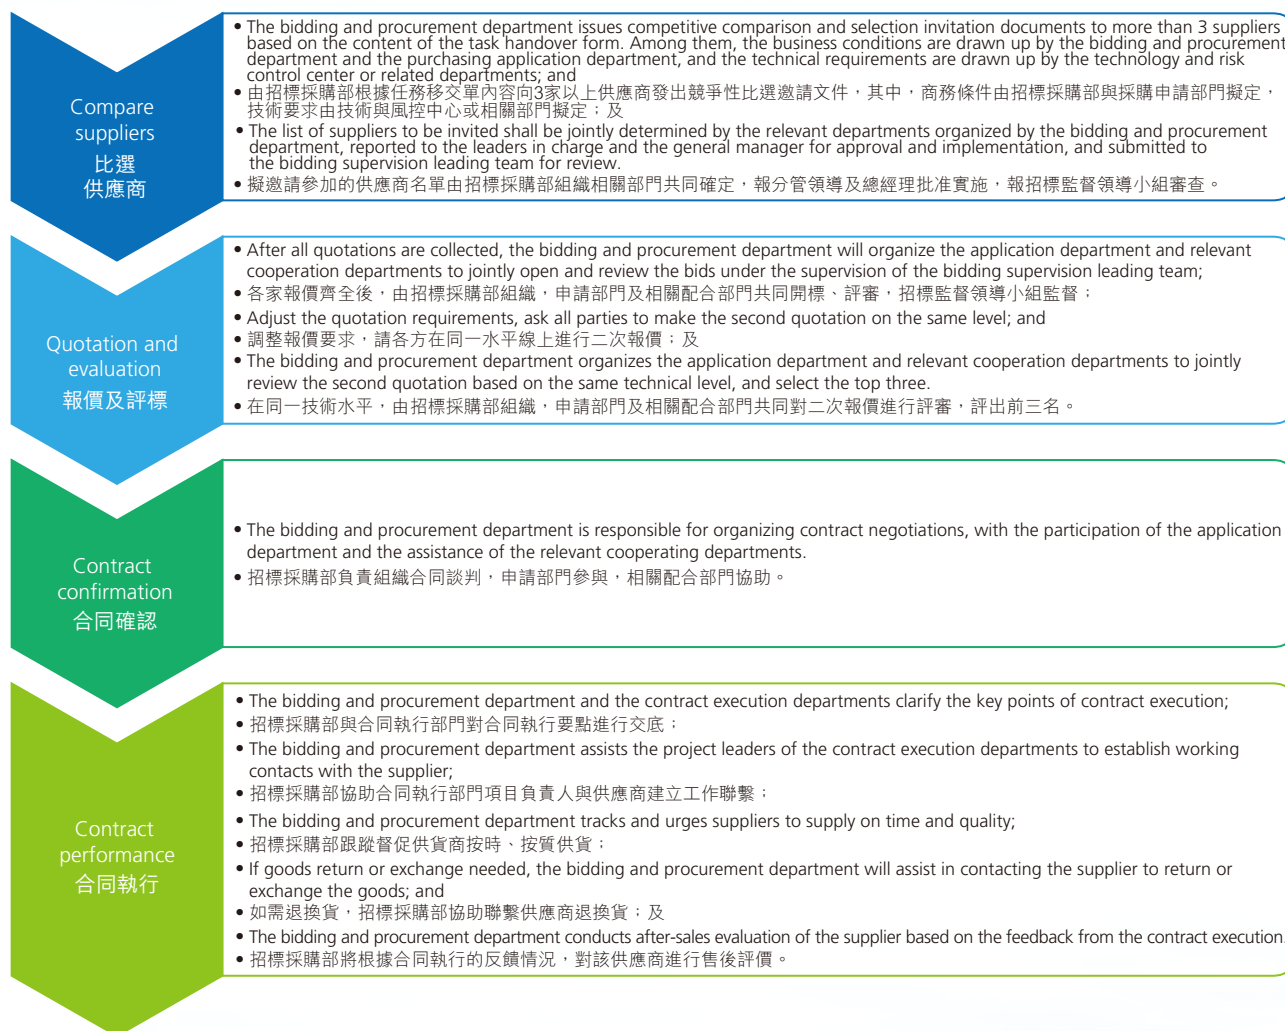 Compare
suppliers
比選
供應商
• The bidding and procurement department issues competitive comparison and selection invitation documents to more than 3 suppliers
based on the content of the task handover form. Among them, the business conditions are drawn up by the bidding and procurement
department and the purchasing application department, and the technical requirements are drawn up by the technology and risk
control center or related departments; and
• 由招標採購部根據任務移交單內容向3家以上供應商發出競爭性比選邀請文件，其中，商務條件由招標採購部與採購申請部門擬定，
技術要求由技術與風控中心或相關部門擬定；及
• The list of suppliers to be invited shall be jointly determined by the relevant departments organized by the bidding and procurement
department, reported to the leaders in charge and the general manager for approval and implementation, and submitted to
the bidding supervision leading team for review.
• 擬邀請參加的供應商名單由招標採購部組織相關部門共同確定，報分管領導及總經理批准實施，報招標監督領導小組審查。
Quotation and
evaluation
報價及評標
• After all quotations are collected, the bidding and procurement department will organize the application department and relevant
cooperation departments to jointly open and review the bids under the supervision of the bidding supervision leading team;
• 各家報價齊全後，由招標採購部組織，申請部門及相關配合部門共同開標、評審，招標監督領導小組監督；
• Adjust the quotation requirements, ask all parties to make the second quotation on the same level; and
• 調整報價要求，請各方在同一水平線上進行二次報價；及
• The bidding and procurement department organizes the application department and relevant cooperation departments to jointly
review the second quotation based on the same technical level, and select the top three.
• 在同一技術水平，由招標採購部組織，申請部門及相關配合部門共同對二次報價進行評審，評出前三名。
Contract
confirmation
合同確認
• The bidding and procurement department is responsible for organizing contract negotiations, with the participation of the application
department and the assistance of the relevant cooperating departments.
• 招標採購部負責組織合同談判，申請部門參與，相關配合部門協助。
Contract
performance
合同執行
• The bidding and procurement department and the contract execution departments clarify the key points of contract execution;
• 招標採購部與合同執行部門對合同執行要點進行交底；
• The bidding and procurement department assists the project leaders of the contract execution departments to establish working
contacts with the supplier;
• 招標採購部協助合同執行部門項目負責人與供應商建立工作聯繫；
• The bidding and procurement department tracks and urges suppliers to supply on time and quality;
• 招標採購部跟蹤督促供貨商按時、按質供貨；
• If goods return or exchange needed, the bidding and procurement department will assist in contacting the supplier to return or
exchange the goods; and
• 如需退換貨，招標採購部協助聯繫供應商退換貨；及
• The bidding and procurement department conducts after-sales evaluation of the supplier based on the feedback from the contract execution.
• 招標採購部將根據合同執行的反饋情況，對該供應商進行售後評價。